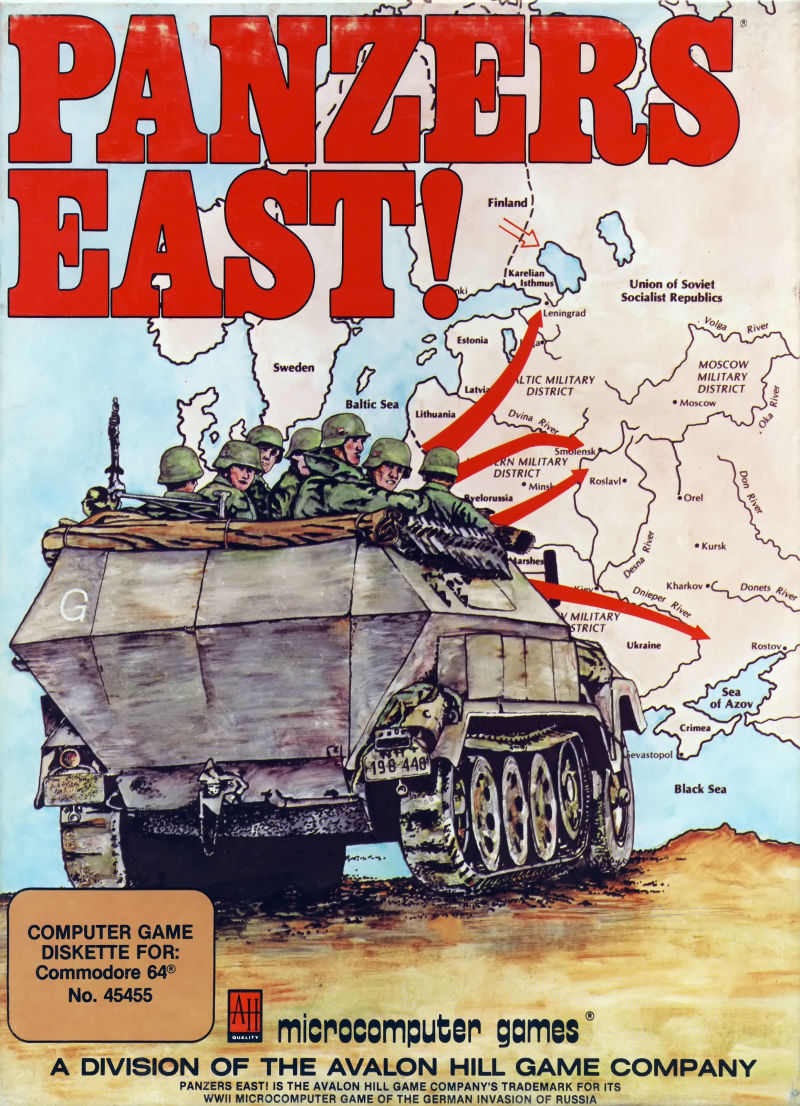 PANZERS®
EAST!
Finland
Karelian
Isthmus
Union of Soviet
Socialist Republics
Leningrad
Estonia
Volga River
Sweden
MOSCOW
MILITARY
DISTRICT
Latvia
MILITARY
DISTRICT
Baltic Sea
Lithuania
Moscow
Oka River
Dvina River
Smolensk
MILITARY
DISTRICT
Minsk
Roslavl
Byelorussia
Orel
Don River
Kursk
Desna River
Kharkov
Donets River
Dnieper River
MILITARY
Ukraine
Rostov
Sea
of Azov
Crimea
Black Sea
G
198 448
COMPUTER GAME
DISKETTE FOR:
Commodore 64®
No. 45455
AH
QUALITY
microcomputer games®
A DIVISION OF THE AVALON HILL GAME COMPANY
PANZERS EAST! IS THE AVALON HILL GAME COMPANY'S TRADEMARK FOR ITS
WWII MICROCOMPUTER GAME OF THE GERMAN INVASION OF RUSSIA